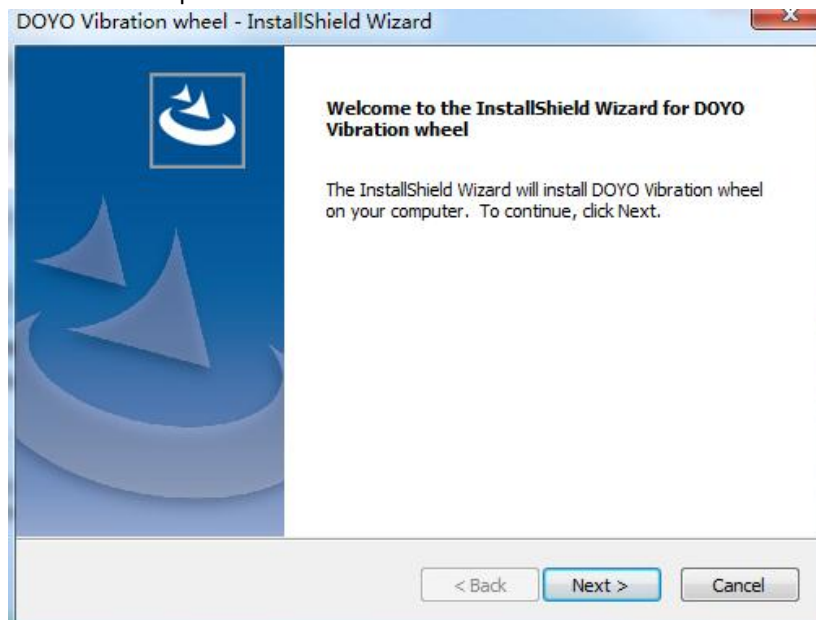 DOYO Vibration wheel - InstallShield Wizard
Welcome to the InstallShield Wizard for DOYO
Vibration wheel
The InstallShield Wizard will install DOYO Vibration wheel
on your computer.  To continue, click Next.
< Back
Next >
Cancel